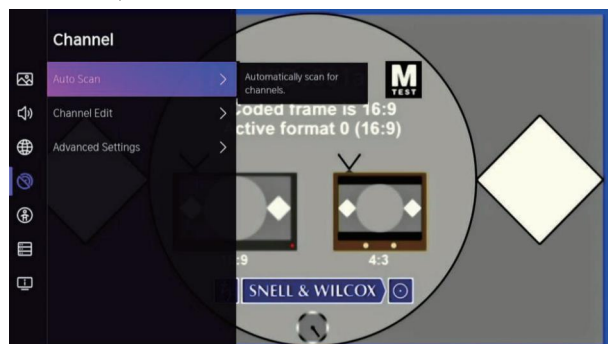 Channel
Auto Scan
Automatically scan for
channels.
Channel Edit
Advanced Settings
M
TEST
Coded frame is 16:9
ctive format 0 (16:9)
:9
4:3
SNELL & WILCOX